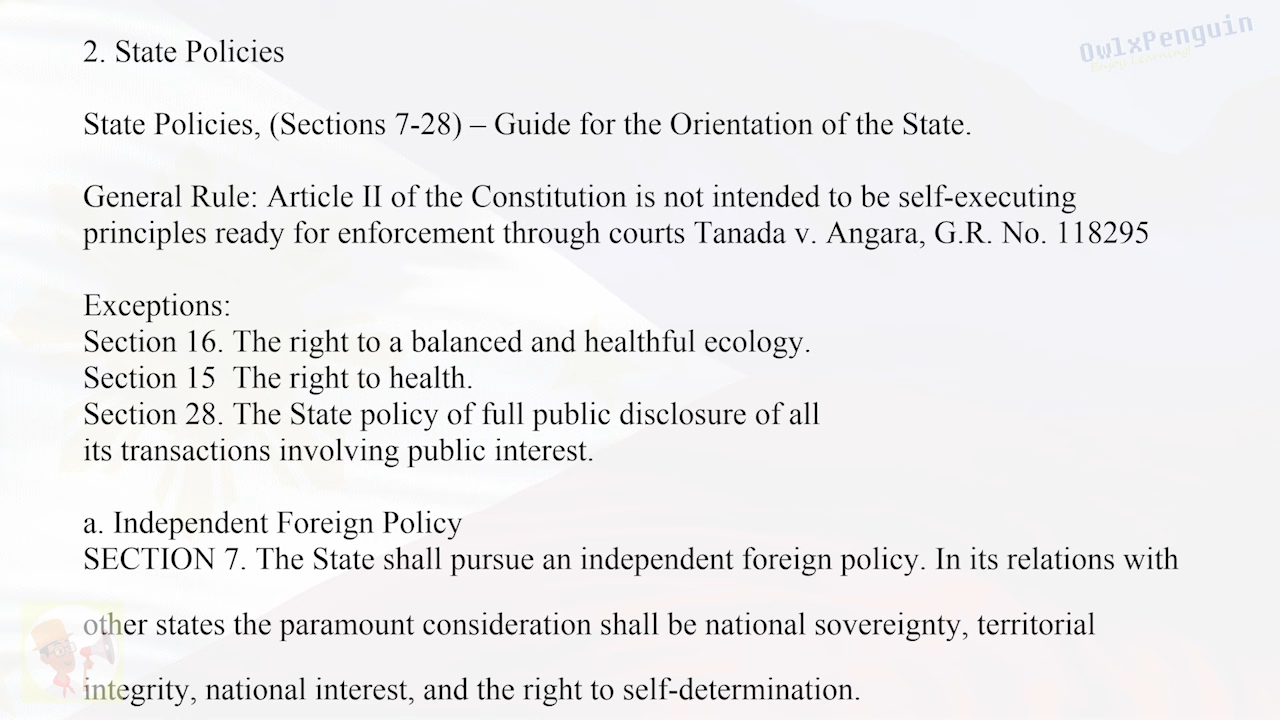 OwlxPenguin
Enjoy Learning!
2. State Policies
State Policies, (Sections 7-28) – Guide for the Orientation of the State.
General Rule: Article II of the Constitution is not intended to be self-executing
principles ready for enforcement through courts Tanada v. Angara, G.R. No. 118295
Exceptions:
Section 16. The right to a balanced and healthful ecology.
Section 15  The right to health.
Section 28. The State policy of full public disclosure of all
its transactions involving public interest.
a. Independent Foreign Policy
SECTION 7. The State shall pursue an independent foreign policy. In its relations with
other states the paramount consideration shall be national sovereignty, territorial
integrity, national interest, and the right to self-determination.